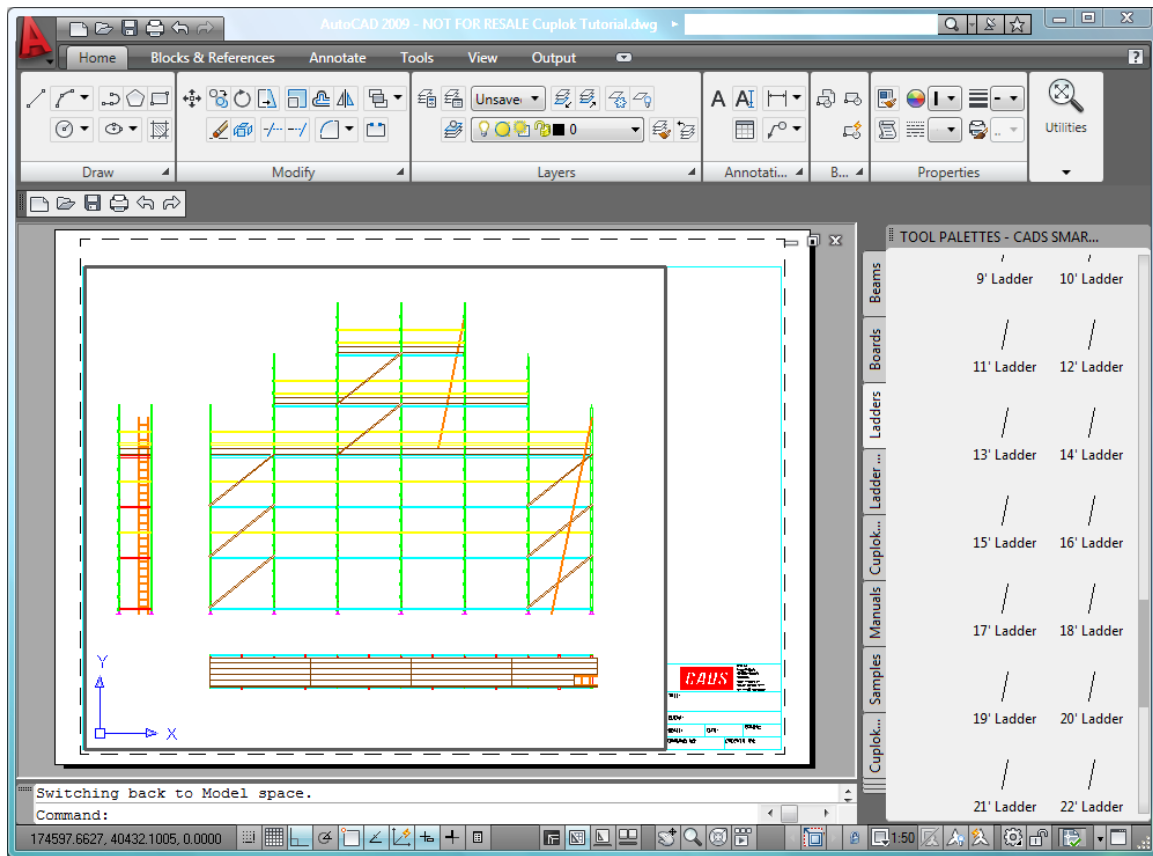 AutoCAD 2009 - NOT FOR RESALE Cuplok Tutorial.dwg
Home Blocks & References Annotate Tools View Output
Unsave
0
A A
Utilities
Draw Modify Layers Annotati... B... Properties
TOOL PALETTES - CADS SMAR...
Beams
Boards
Ladders
Ladder ...
Cuplok...
Manuals
Samples
Cuplok...
9' Ladder 10' Ladder
11' Ladder 12' Ladder
13' Ladder 14' Ladder
15' Ladder 16' Ladder
17' Ladder 18' Ladder
19' Ladder 20' Ladder
21' Ladder 22' Ladder
Y
X
CADS
Switching back to Model space.
Command:
174597.6627, 40432.1005, 0.0000
1:50